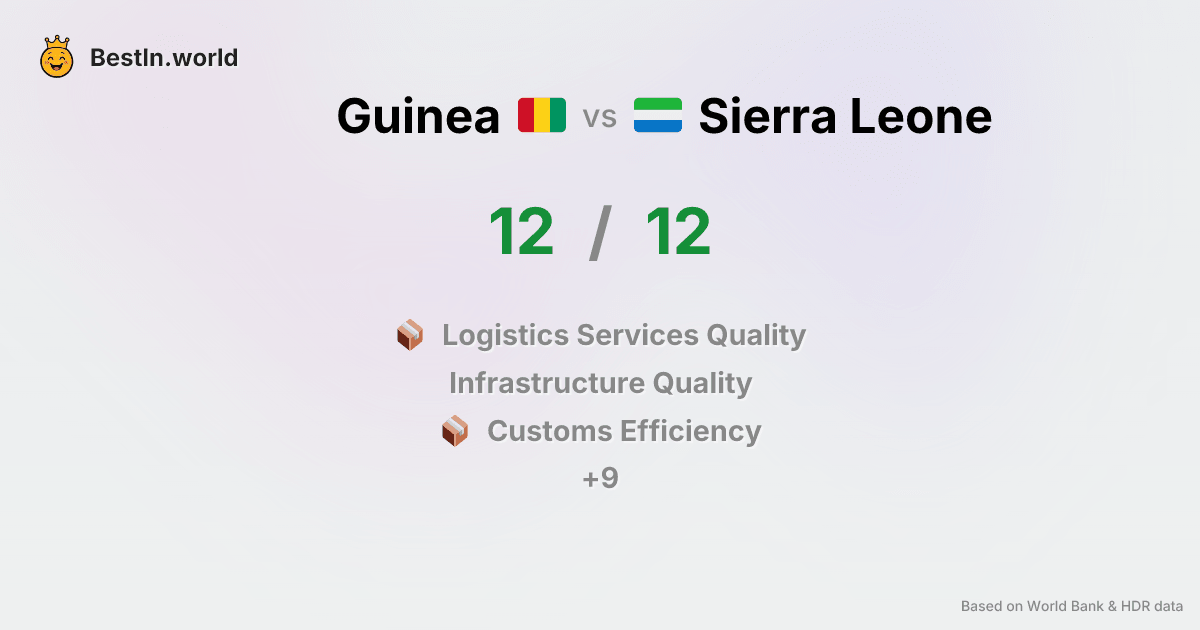 BestIn.world
Guinea vs Sierra Leone
12 / 12
Logistics Services Quality
Infrastructure Quality
Customs Efficiency
+9
Based on World Bank & HDR data